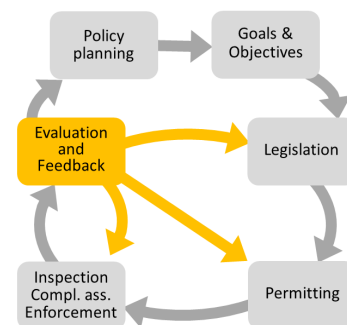 Policy
planning
Goals &
Objectives
Evaluation
and
Feedback
Legislation
Inspection
Compl. ass.
Enforcement
Permitting